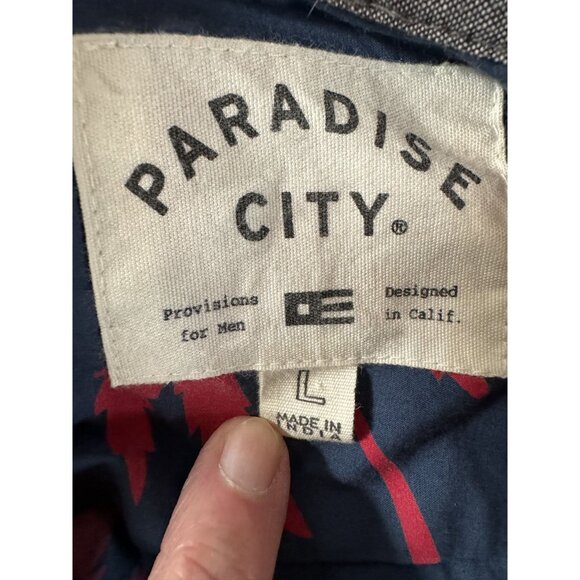 PARADISE
CITY®
Provisions
for Men
Designed
in Calif.
L
MADE IN
INDIA